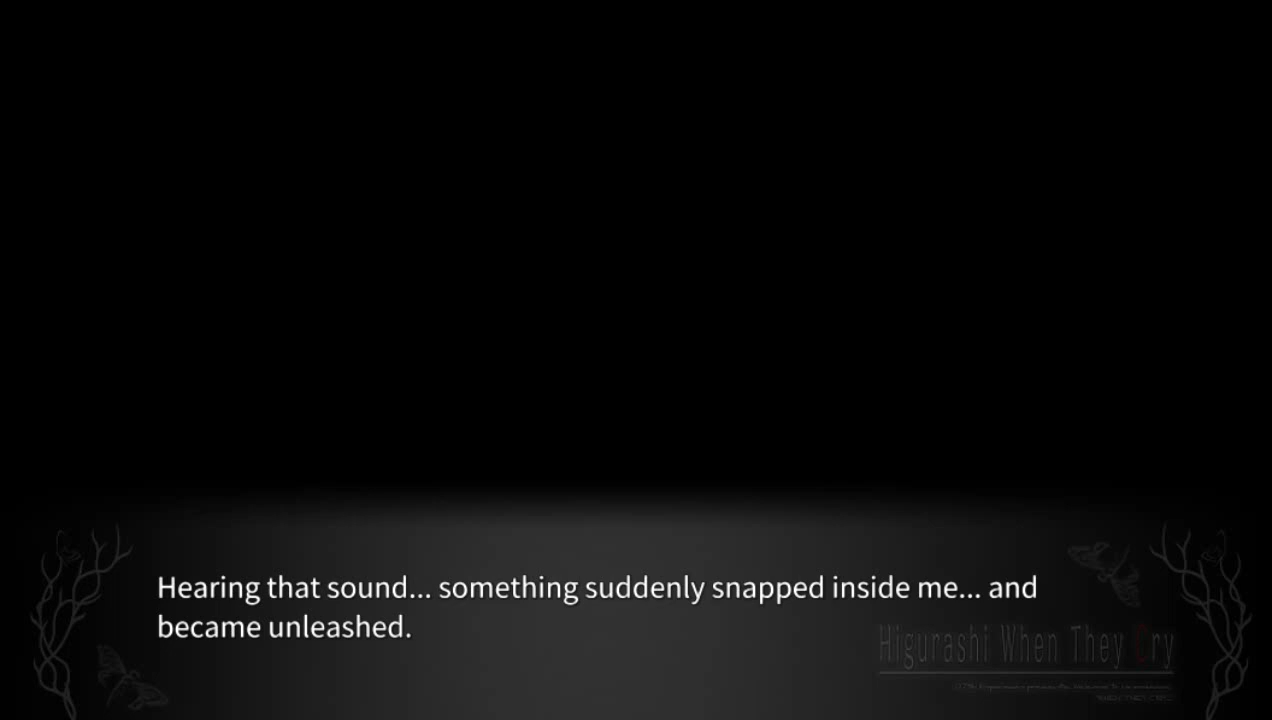 Hearing that sound... something suddenly snapped inside me... and
became unleashed.
Higurashi When They Cry